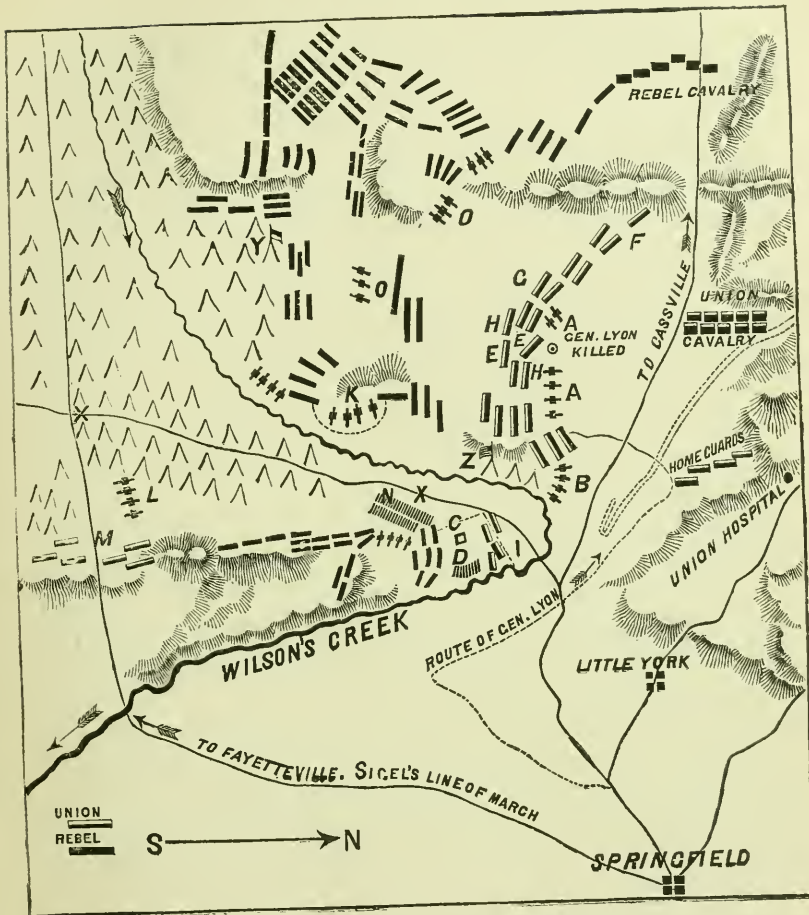 REBEL CAVALRY
O
Y
F
G
O
H
A
E
E
GEN. LYON
KILLED
UNION
CAVALRY
TO CASSVILLE
H
A
K
X
Z
HOME GUARDS
B
L
N
X
C
D
I
M
UNION HOSPITAL
WILSON'S CREEK
ROUTE OF GEN. LYON
LITTLE YORK
TO FAYETTEVILLE. SIGEL'S LINE OF MARCH
UNION
REBEL
S
N
SPRINGFIELD